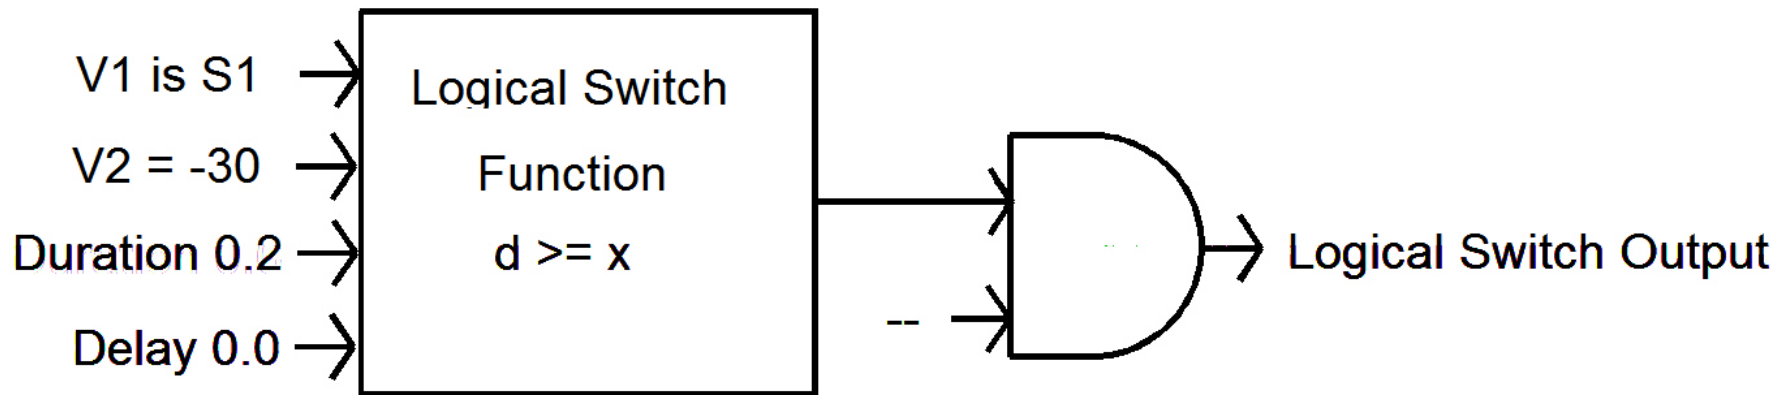 V1 is S1
V2 = -30
Duration 0.2
Delay 0.0
Logical Switch
Function
d >= x
--
Logical Switch Output